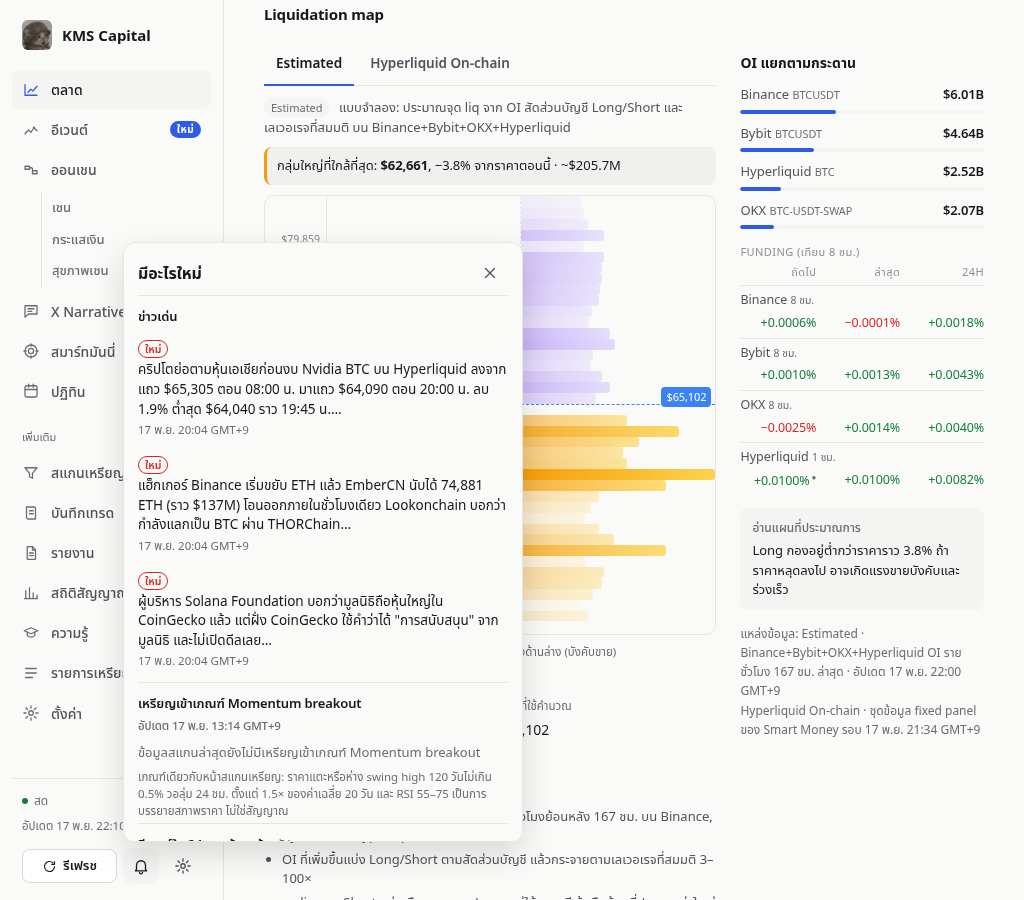 KMS Capital
ตลาด
อีเวนต์
ใหม่
ออนเชน
เชน
กระแสเงิน
สุขภาพเชน
X Narrative
สมาร์ทมันนี่
ปฏิทิน
เพิ่มเติม
สแกนเหรียญ
บันทึกเทรด
รายงาน
สถิติสัญญาณ
ความรู้
รายการเหรียญ
ตั้งค่า
สด
อัปเดต 17 พ.ย. 22:10
รีเฟรช
Liquidation map
Estimated
Hyperliquid On-chain
Estimated แบบจำลอง: ประมาณจุด liq จาก OI สัดส่วนบัญชี Long/Short และ
เลเวอเรจที่สมมติ บน Binance+Bybit+OKX+Hyperliquid
กลุ่มใหญ่ที่ใกล้ที่สุด: $62,661, −3.8% จากราคาตอนนี้ · ~$205.7M
$79,859
$65,102
ด้านล่าง (บังคับขาย)
ที่ใช้คำนวณ
,102
มีอะไรใหม่
ข่าวเด่น
ใหม่
คริปโตย่อตามหุ้นเอเชียก่อนงบ Nvidia BTC บน Hyperliquid ลงจาก
แถว $65,305 ตอน 08:00 น. มาแถว $64,090 ตอน 20:00 น. ลบ
1.9% ต่ำสุด $64,040 ราว 19:45 น....
17 พ.ย. 20:04 GMT+9
ใหม่
แฮ็กเกอร์ Binance เริ่มขยับ ETH แล้ว EmberCN นับได้ 74,881
ETH (ราว $137M) โอนออกภายในชั่วโมงเดียว Lookonchain บอกว่า
กำลังแลกเป็น BTC ผ่าน THORChain...
17 พ.ย. 20:04 GMT+9
ใหม่
ผู้บริหาร Solana Foundation บอกว่ามูลนิธิถือหุ้นใหญ่ใน
CoinGecko แล้ว แต่ฝั่ง CoinGecko ใช้คำว่าได้ "การสนับสนุน" จาก
มูลนิธิ และไม่เปิดดีลเลย...
17 พ.ย. 20:04 GMT+9
เหรียญเข้าเกณฑ์ Momentum breakout
อัปเดต 17 พ.ย. 13:14 GMT+9
ข้อมูลสแกนล่าสุดยังไม่มีเหรียญเข้าเกณฑ์ Momentum breakout
เกณฑ์เดียวกับหน้าสแกนเหรียญ: ราคาแตะหรือห่าง swing high 120 วันไม่เกิน
0.5% วอลุ่ม 24 ชม. ตั้งแต่ 1.5× ของค่าเฉลี่ย 20 วัน และ RSI 55–75 เป็นการ
บรรยายสภาพราคา ไม่ใช่สัญญาณ
โมงย้อนหลัง 167 ชม. บน Binance,
OI ที่เพิ่มขึ้นแบ่ง Long/Short ตามสัดส่วนบัญชี แล้วกระจายตามเลเวอเรจที่สมมติ 3–
100×
OI แยกตามกระดาน
Binance BTCUSDT $6.01B
Bybit BTCUSDT $4.64B
Hyperliquid BTC $2.52B
OKX BTC-USDT-SWAP $2.07B
FUNDING (เทียบ 8 ชม.)
ถัดไป ล่าสุด 24H
Binance 8 ชม.
+0.0006% −0.0001% +0.0018%
Bybit 8 ชม.
+0.0010% +0.0013% +0.0043%
OKX 8 ชม.
−0.0025% +0.0014% +0.0040%
Hyperliquid 1 ชม.
+0.0100%* +0.0100% +0.0082%
อ่านแผนที่ประมาณการ
Long กองอยู่ต่ำกว่าราคาราว 3.8% ถ้า
ราคาหลุดลงไป อาจเกิดแรงขายบังคับและ
ร่วงเร็ว
แหล่งข้อมูล: Estimated ·
Binance+Bybit+OKX+Hyperliquid OI ราย
ชั่วโมง 167 ชม. ล่าสุด · อัปเดต 17 พ.ย. 22:00
GMT+9
Hyperliquid On-chain · ชุดข้อมูล fixed panel
ของ Smart Money รอบ 17 พ.ย. 21:34 GMT+9